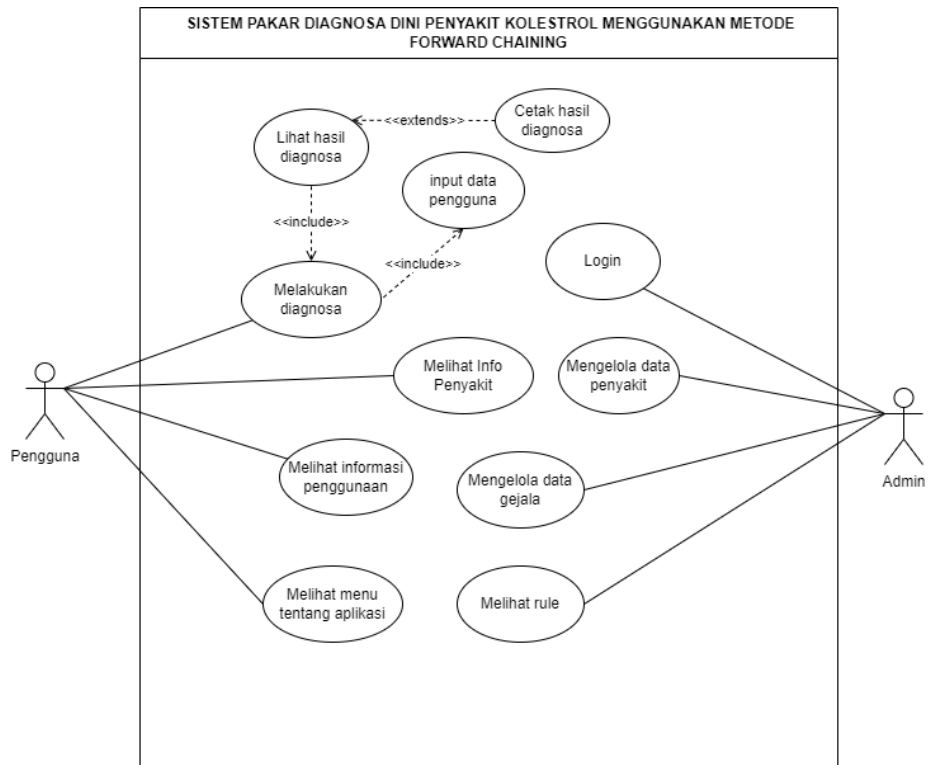 SISTEM PAKAR DIAGNOSA DINI PENYAKIT KOLESTROL MENGGUNAKAN METODE
FORWARD CHAINING
Cetak hasil
diagnosa
<<extends>>
Lihat hasil
diagnosa
input data
pengguna
<<include>>
<<include>>
Login
Melakukan
diagnosa
Melihat Info
Penyakit
Mengelola data
penyakit
Pengguna
Melihat informasi
penggunaan
Mengelola data
gejala
Admin
Melihat menu
tentang aplikasi
Melihat rule